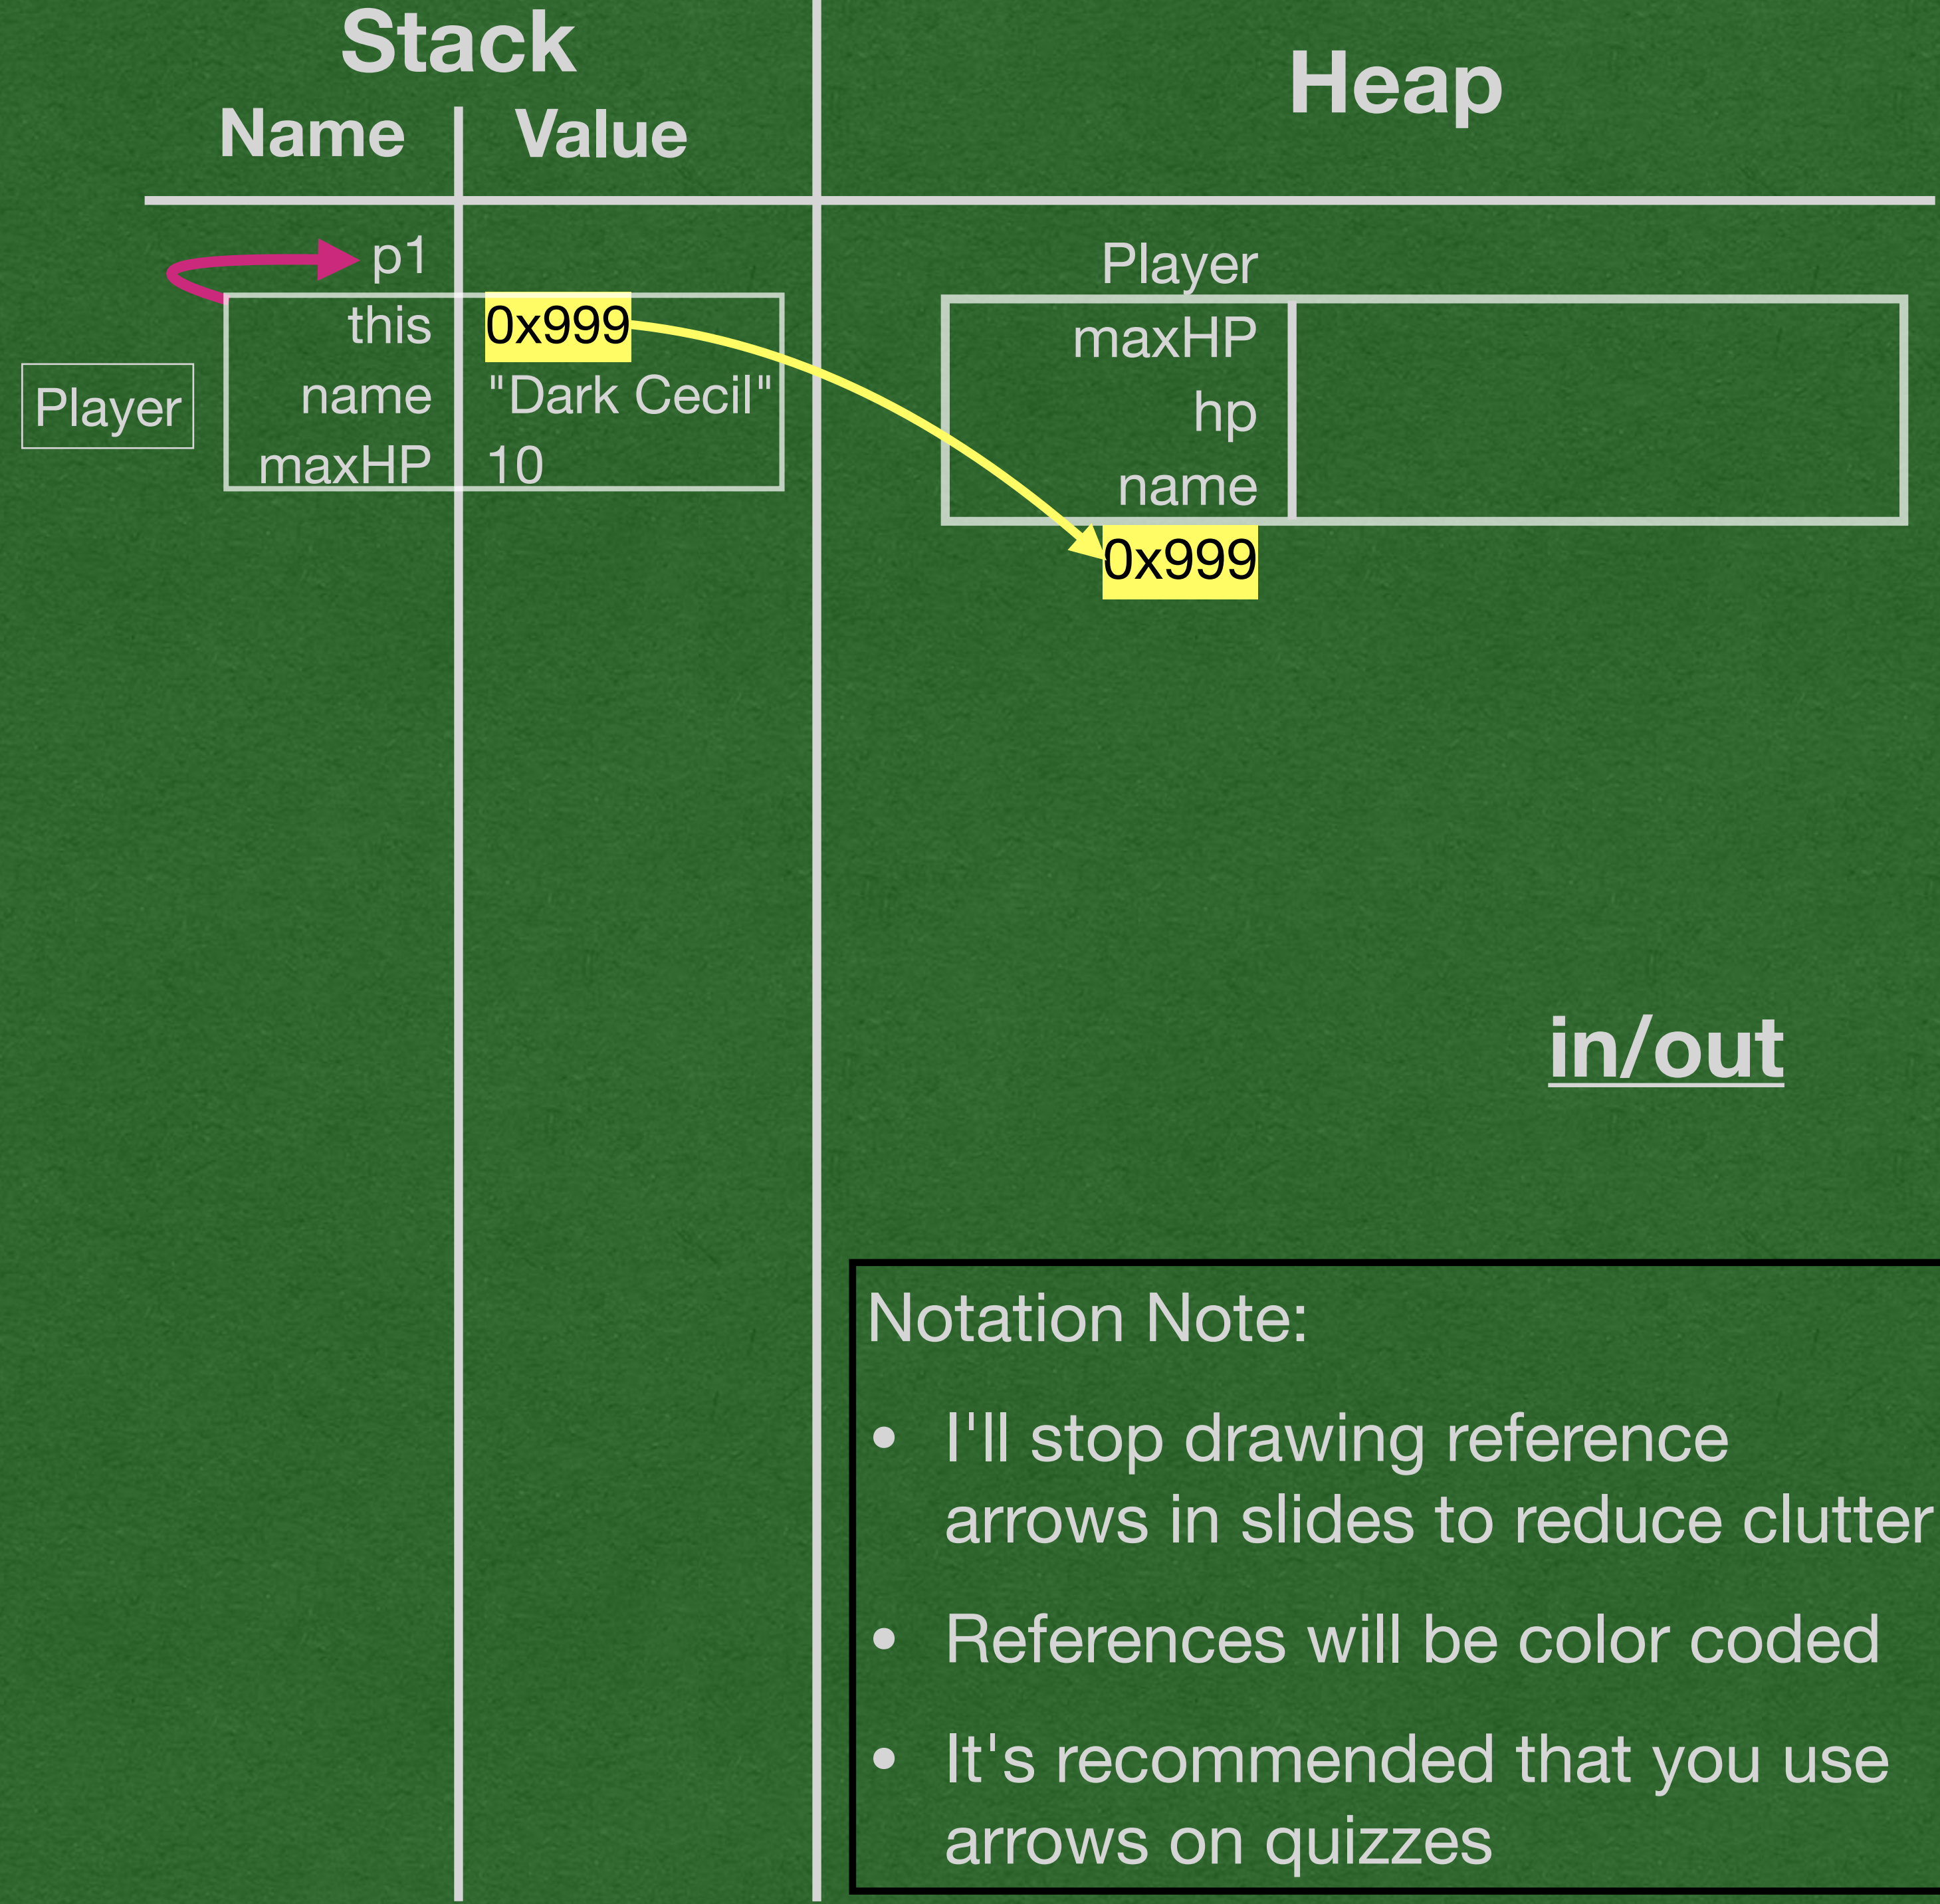 Stack
Heap
Name
Value
p1
this
0x999
name
"Dark Cecil"
maxHP
10
Player
Player
maxHP
hp
name
0x999
in/out
Notation Note:
• I'll stop drawing reference
arrows in slides to reduce clutter
• References will be color coded
• It's recommended that you use
arrows on quizzes